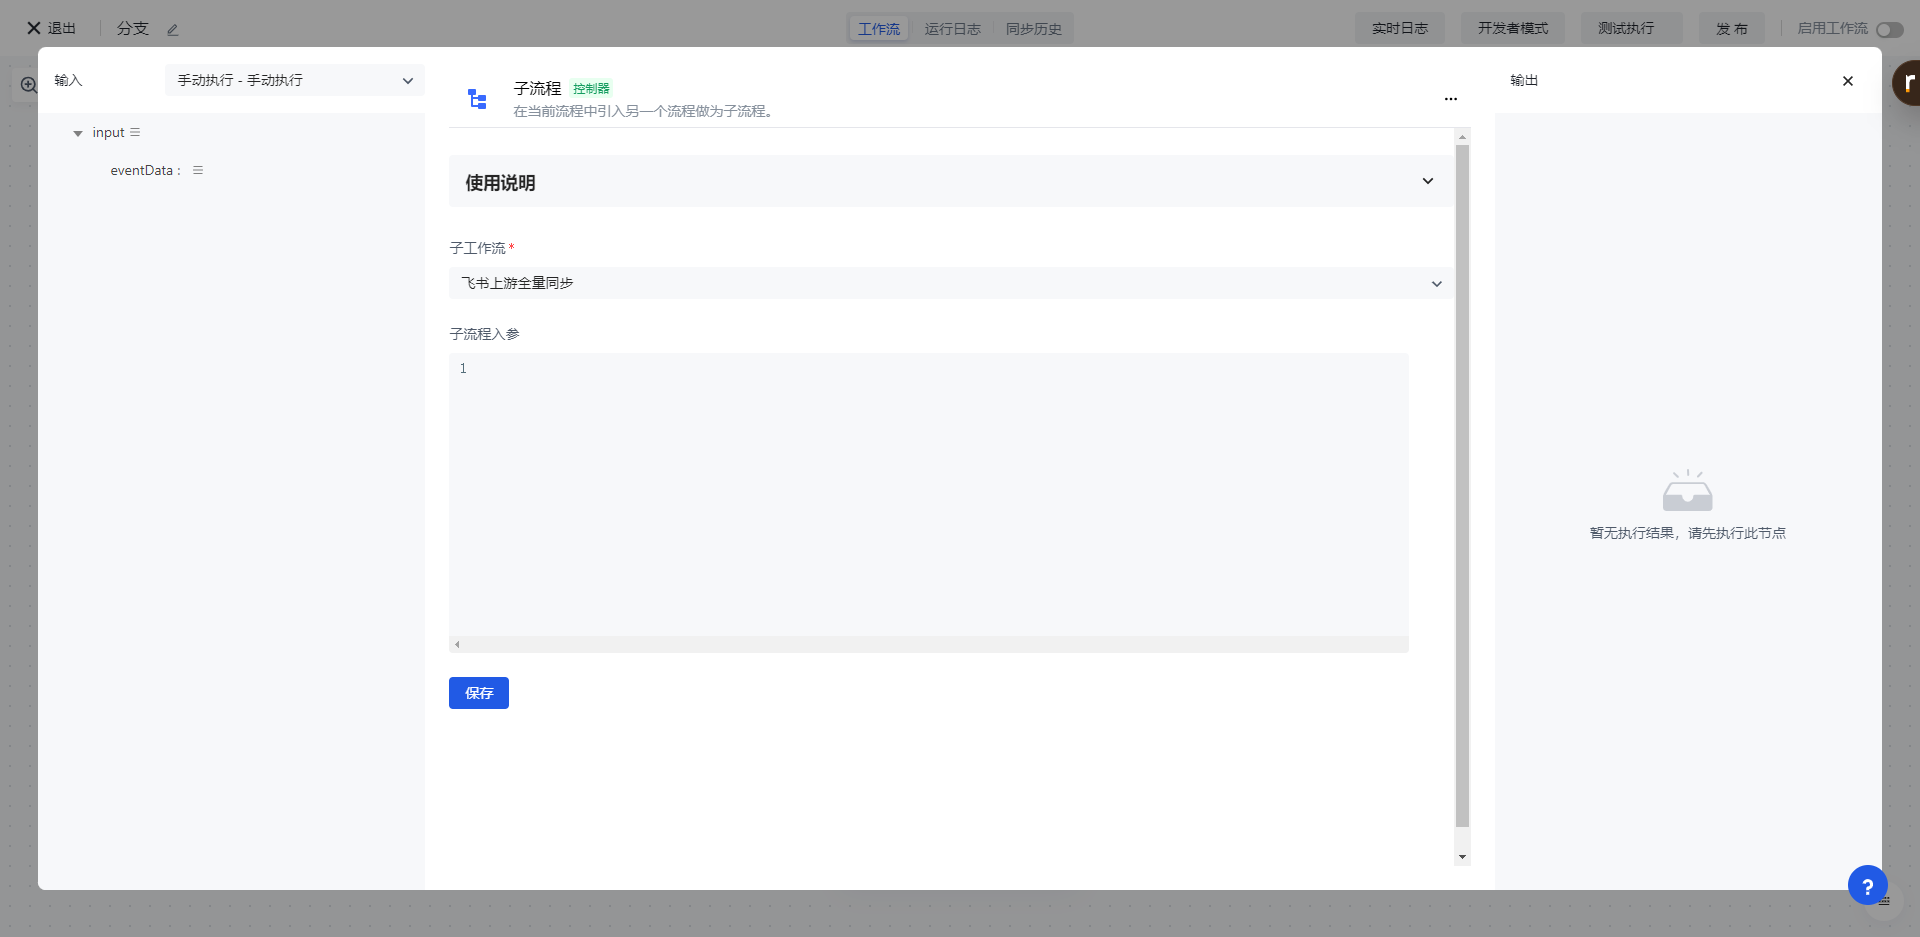 退出
分支
工作流
运行日志
同步历史
实时日志
开发者模式
测试执行
发 布
启用工作流
输入
手动执行 - 手动执行
input
eventData :
子流程
控制器
在当前流程中引入另一个流程做为子流程。
使用说明
子工作流*
飞书上游全量同步
子流程入参
1
保存
输出
暂无执行结果，请先执行此节点
r
?